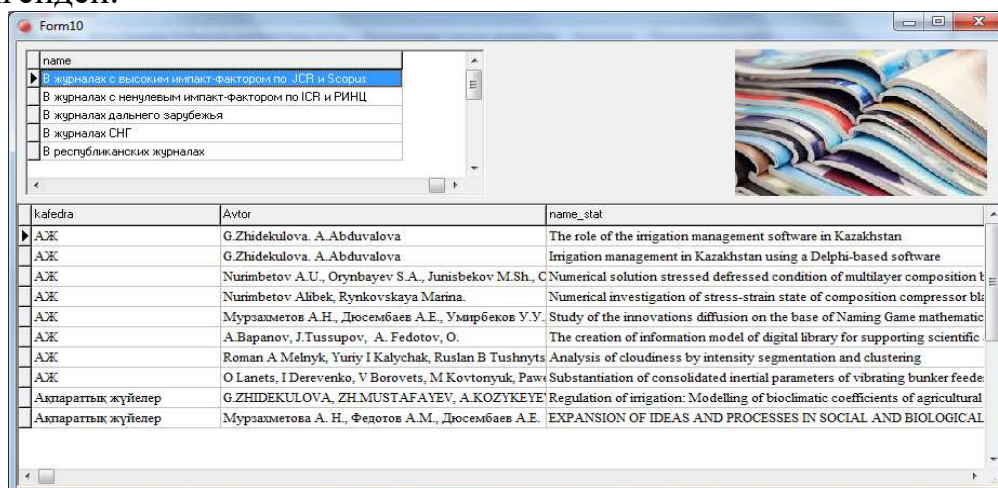 Form10
name
В журналах с высоким импакт-фактором по JCR и Scopus
В журналах с ненулевым импакт-фактором по ICR и РИНЦ
В журналах дальнего зарубежья
В журналах СНГ
В республиканских журналах
kafedra Avtor name_stat
АЖ G.Zhidekulova. A.Abduvalova The role of the irrigation management software in Kazakhstan
АЖ G.Zhidekulova. A.Abduvalova Irrigation management in Kazakhstan using a Delphi-based software
АЖ Nurimbetov A.U., Orynbayev S.A., Junisbekov M.Sh., Numerical solution stressed defressed condition of multilayer composition
АЖ Nurimbetov Alibek, Rynkovskaya Marina. Numerical investigation of stress-strain state of composition compressor
АЖ Мурзахметов А.Н., Дюсембаев А.Е., Умирбеков У.У. Study of the innovations diffusion on the base of Naming Game mathematic
АЖ A.Bapanov, J.Tussupov, A. Fedotov, O. The creation of information model of digital library for supporting scientific
АЖ Roman A Melnyk, Yuriy I Kalychak, Ruslan B Tushnyts Analysis of cloudiness by intensity segmentation and clustering
АЖ O Lanets, I Derevenko, V Borovets, M Kovtonyuk, Substantiation of consolidated inertial parameters of vibrating bunker
Ақпараттық жүйелер G.ZHIDEKULOVA, ZH.MUSTAFAYEV, A.KOZYKEYE Regulation of irrigation: Modelling of bioclimatic coefficients of agricultural
Ақпараттық жүйелер Мурзахметова А. Н., Федотов А.М., Дюсембаев А.Е. EXPANSION OF IDEAS AND PROCESSES IN SOCIAL AND BIOLOGICAL